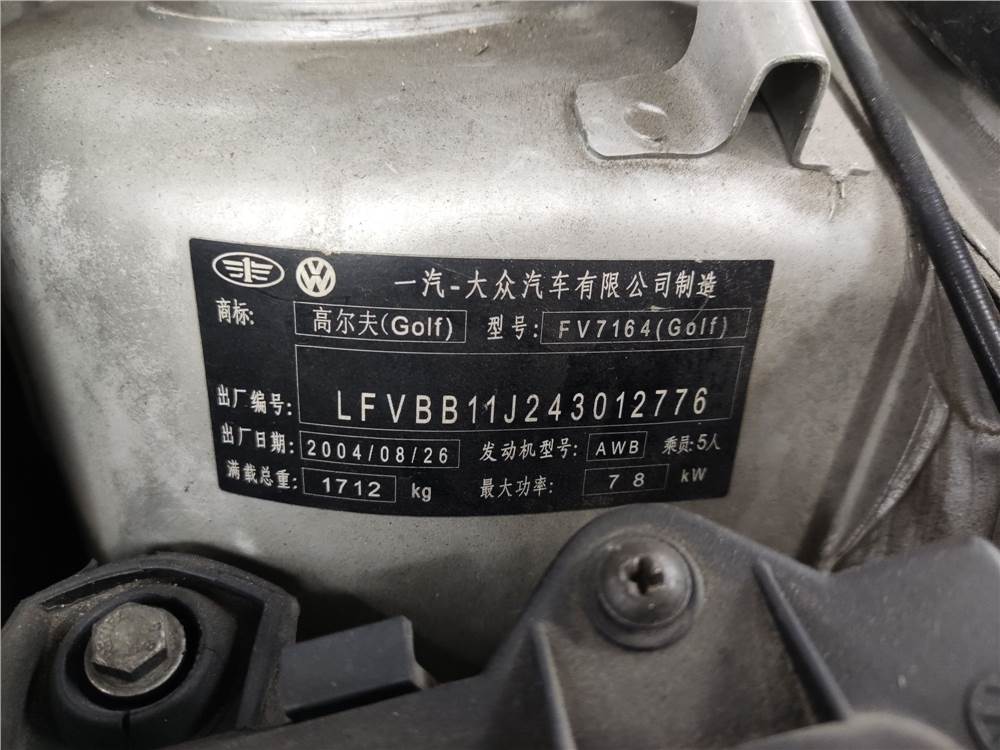 一汽-大众汽车有限公司制造
商标: 高尔夫(Golf) 型号: FV7164(Golf)
出厂编号: LFVBB11J243012776
出厂日期: 2004/08/26 发动机型号: AWB 乘员:5人
满载总重: 1712 kg 最大功率: 78 kW